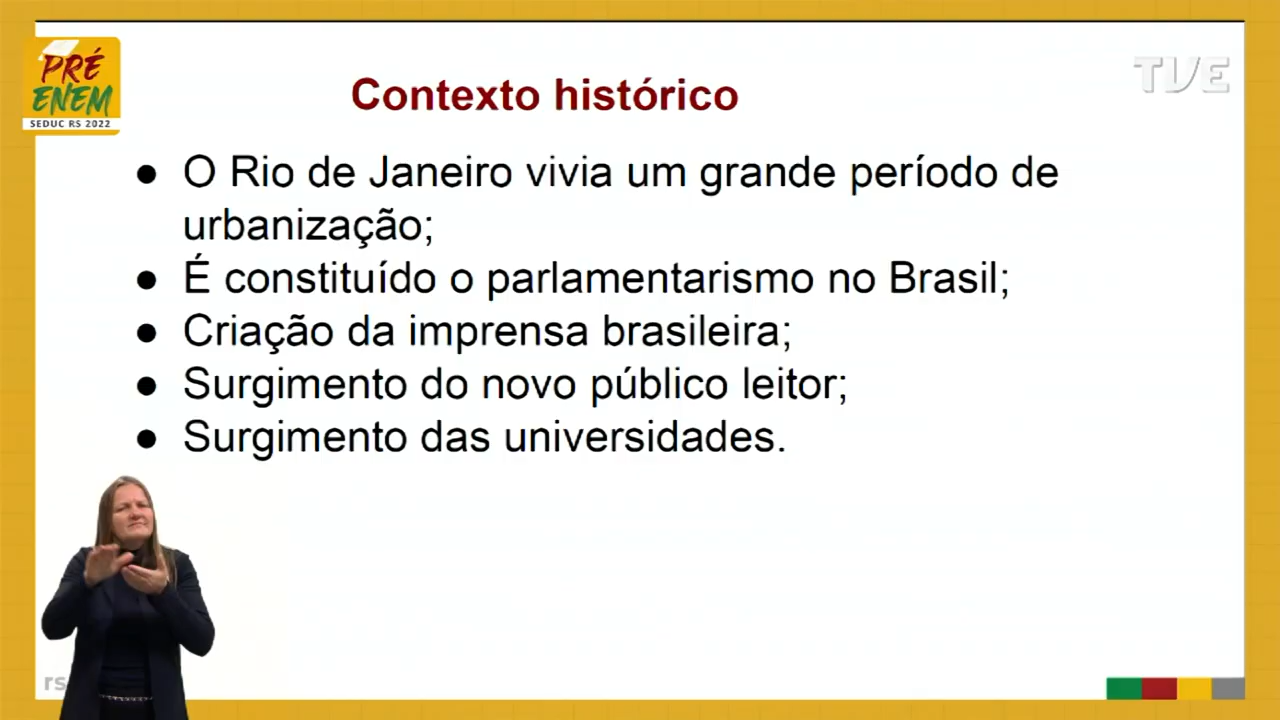 PRÉ
ENEM
SEDUC RS 2022
TVE
Contexto histórico
● O Rio de Janeiro vivia um grande período de
urbanização;
● É constituído o parlamentarismo no Brasil;
● Criação da imprensa brasileira;
● Surgimento do novo público leitor;
● Surgimento das universidades.
rs